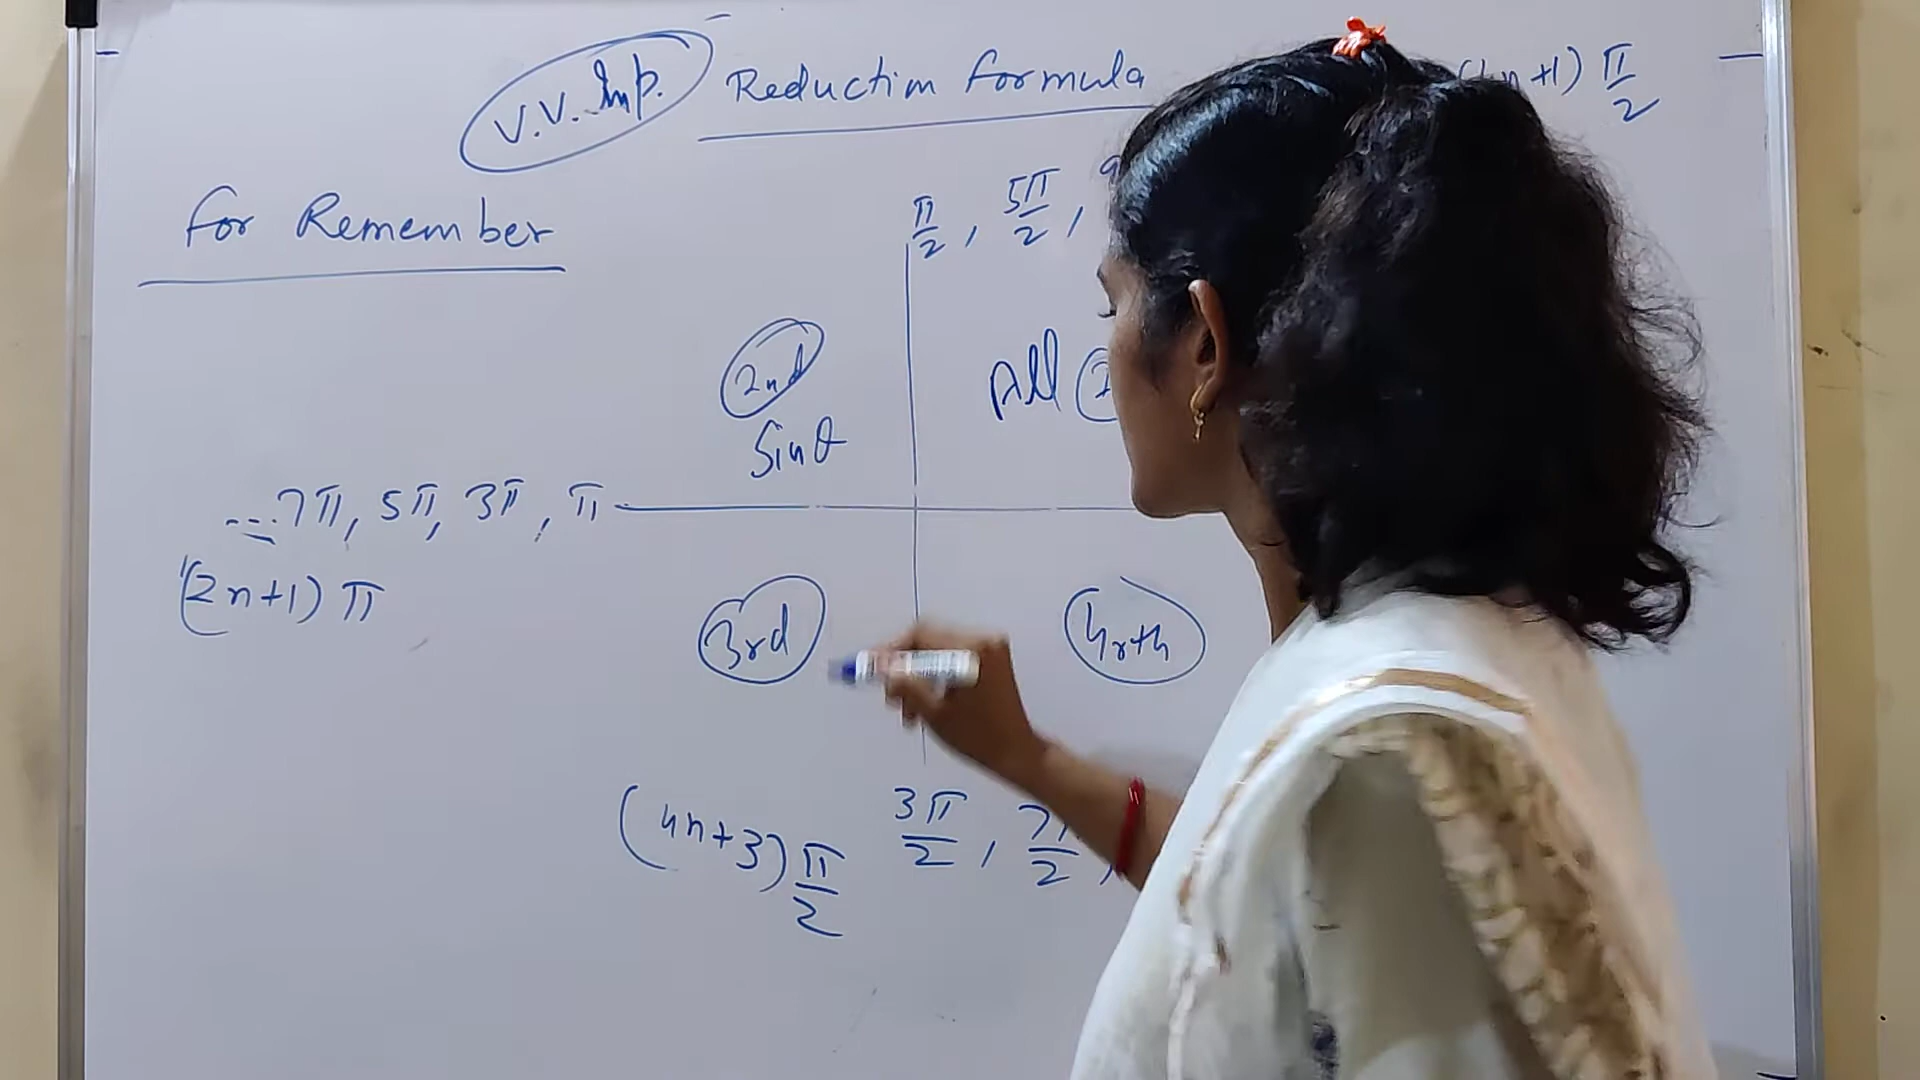 V.V. Imp. Reduction formula
n+1) π/2
π/2, 5π/2,
for Remember
2nd
All
Sinθ
---7π, 5π, 3π, π
(2n+1) π
3rd
4rth
(4n+3) π/2
3π/2, 7π/2,